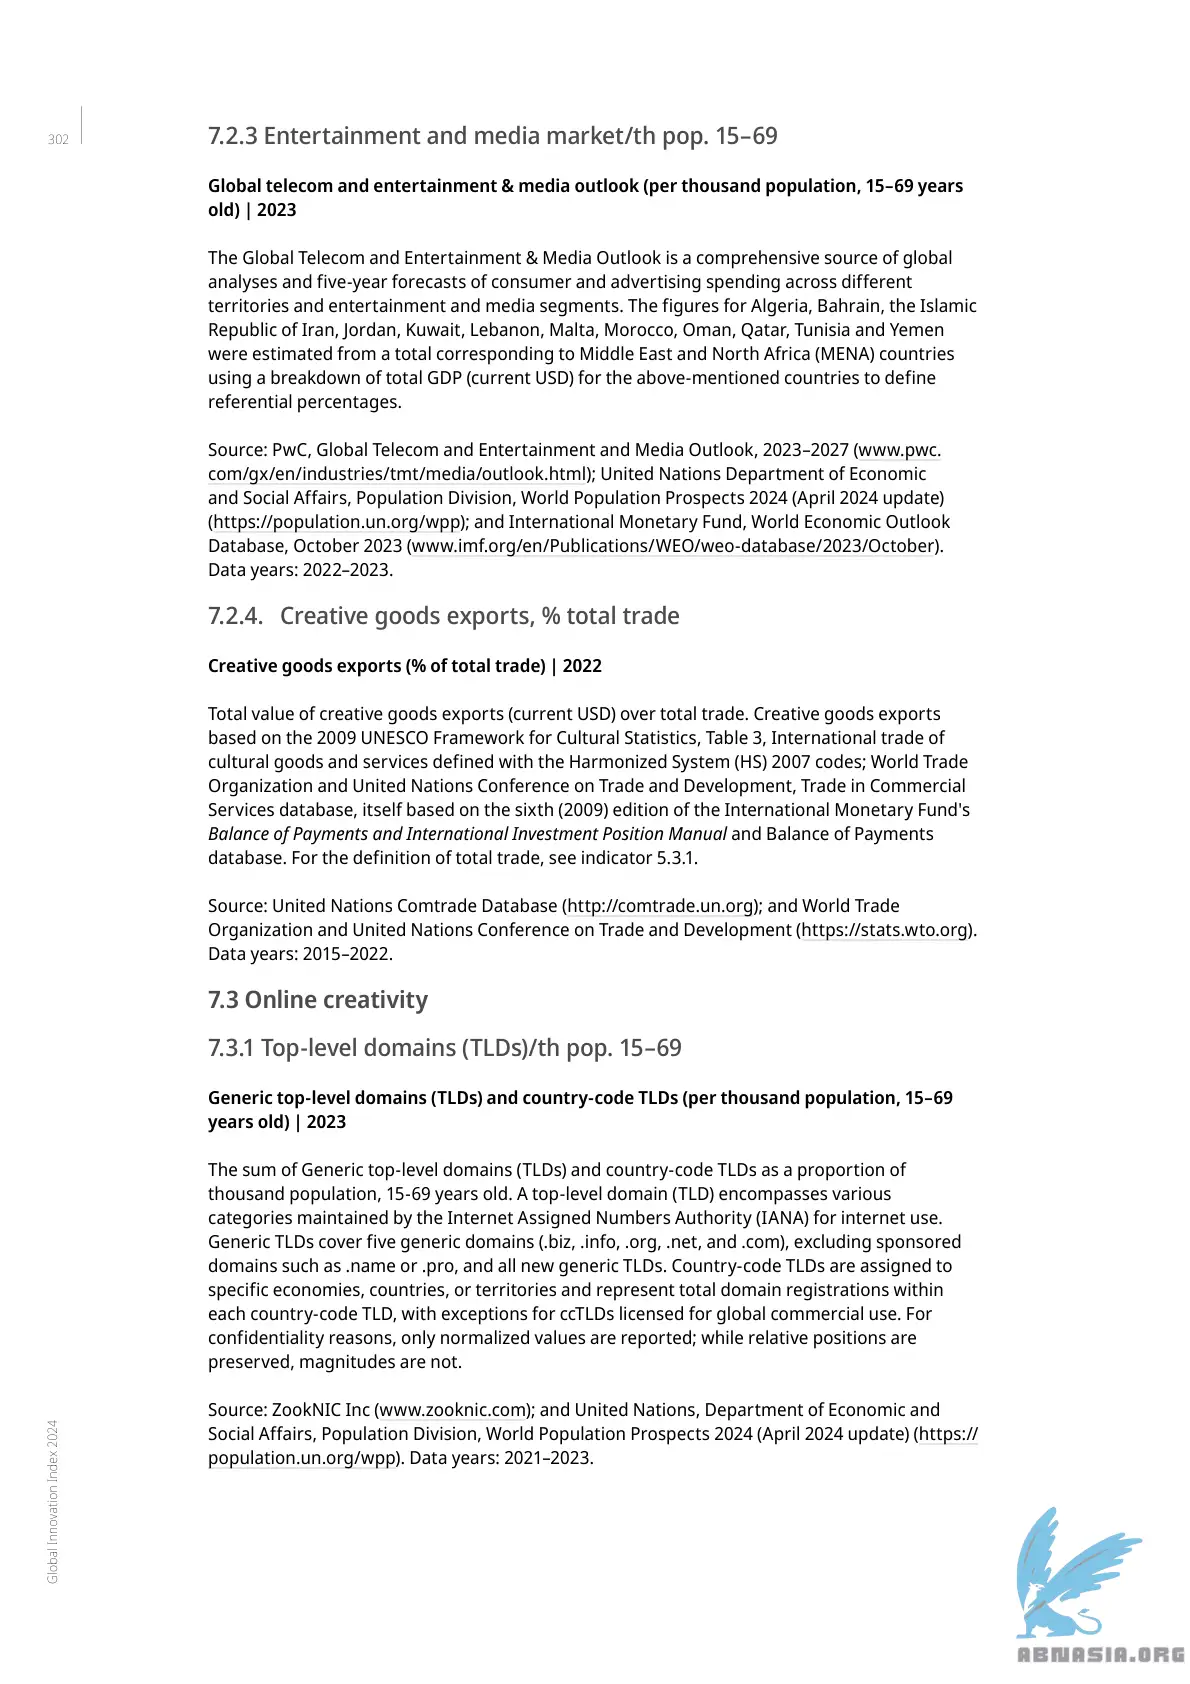 302
7.2.3 Entertainment and media market/th pop. 15–69
Global telecom and entertainment & media outlook (per thousand population, 15–69 years
old) | 2023
The Global Telecom and Entertainment & Media Outlook is a comprehensive source of global
analyses and five-year forecasts of consumer and advertising spending across different
territories and entertainment and media segments. The figures for Algeria, Bahrain, the Islamic
Republic of Iran, Jordan, Kuwait, Lebanon, Malta, Morocco, Oman, Qatar, Tunisia and Yemen
were estimated from a total corresponding to Middle East and North Africa (MENA) countries
using a breakdown of total GDP (current USD) for the above-mentioned countries to define
referential percentages.
Source: PwC, Global Telecom and Entertainment and Media Outlook, 2023–2027 (www.pwc.
com/gx/en/industries/tmt/media/outlook.html); United Nations Department of Economic
and Social Affairs, Population Division, World Population Prospects 2024 (April 2024 update)
(https://population.un.org/wpp); and International Monetary Fund, World Economic Outlook
Database, October 2023 (www.imf.org/en/Publications/WEO/weo-database/2023/October).
Data years: 2022–2023.
7.2.4. Creative goods exports, % total trade
Creative goods exports (% of total trade) | 2022
Total value of creative goods exports (current USD) over total trade. Creative goods exports
based on the 2009 UNESCO Framework for Cultural Statistics, Table 3, International trade of
cultural goods and services defined with the Harmonized System (HS) 2007 codes; World Trade
Organization and United Nations Conference on Trade and Development, Trade in Commercial
Services database, itself based on the sixth (2009) edition of the International Monetary Fund's
Balance of Payments and International Investment Position Manual and Balance of Payments
database. For the definition of total trade, see indicator 5.3.1.
Source: United Nations Comtrade Database (http://comtrade.un.org); and World Trade
Organization and United Nations Conference on Trade and Development (https://stats.wto.org).
Data years: 2015–2022.
7.3 Online creativity
7.3.1 Top-level domains (TLDs)/th pop. 15–69
Generic top-level domains (TLDs) and country-code TLDs (per thousand population, 15–69
years old) | 2023
The sum of Generic top-level domains (TLDs) and country-code TLDs as a proportion of
thousand population, 15-69 years old. A top-level domain (TLD) encompasses various
categories maintained by the Internet Assigned Numbers Authority (IANA) for internet use.
Generic TLDs cover five generic domains (.biz, .info, .org, .net, and .com), excluding sponsored
domains such as .name or .pro, and all new generic TLDs. Country-code TLDs are assigned to
specific economies, countries, or territories and represent total domain registrations within
each country-code TLD, with exceptions for ccTLDs licensed for global commercial use. For
confidentiality reasons, only normalized values are reported; while relative positions are
preserved, magnitudes are not.
Source: ZookNIC Inc (www.zooknic.com); and United Nations, Department of Economic and
Social Affairs, Population Division, World Population Prospects 2024 (April 2024 update) (https://
population.un.org/wpp). Data years: 2021–2023.
Global Innovation Index 2024
ABNASIA.ORG